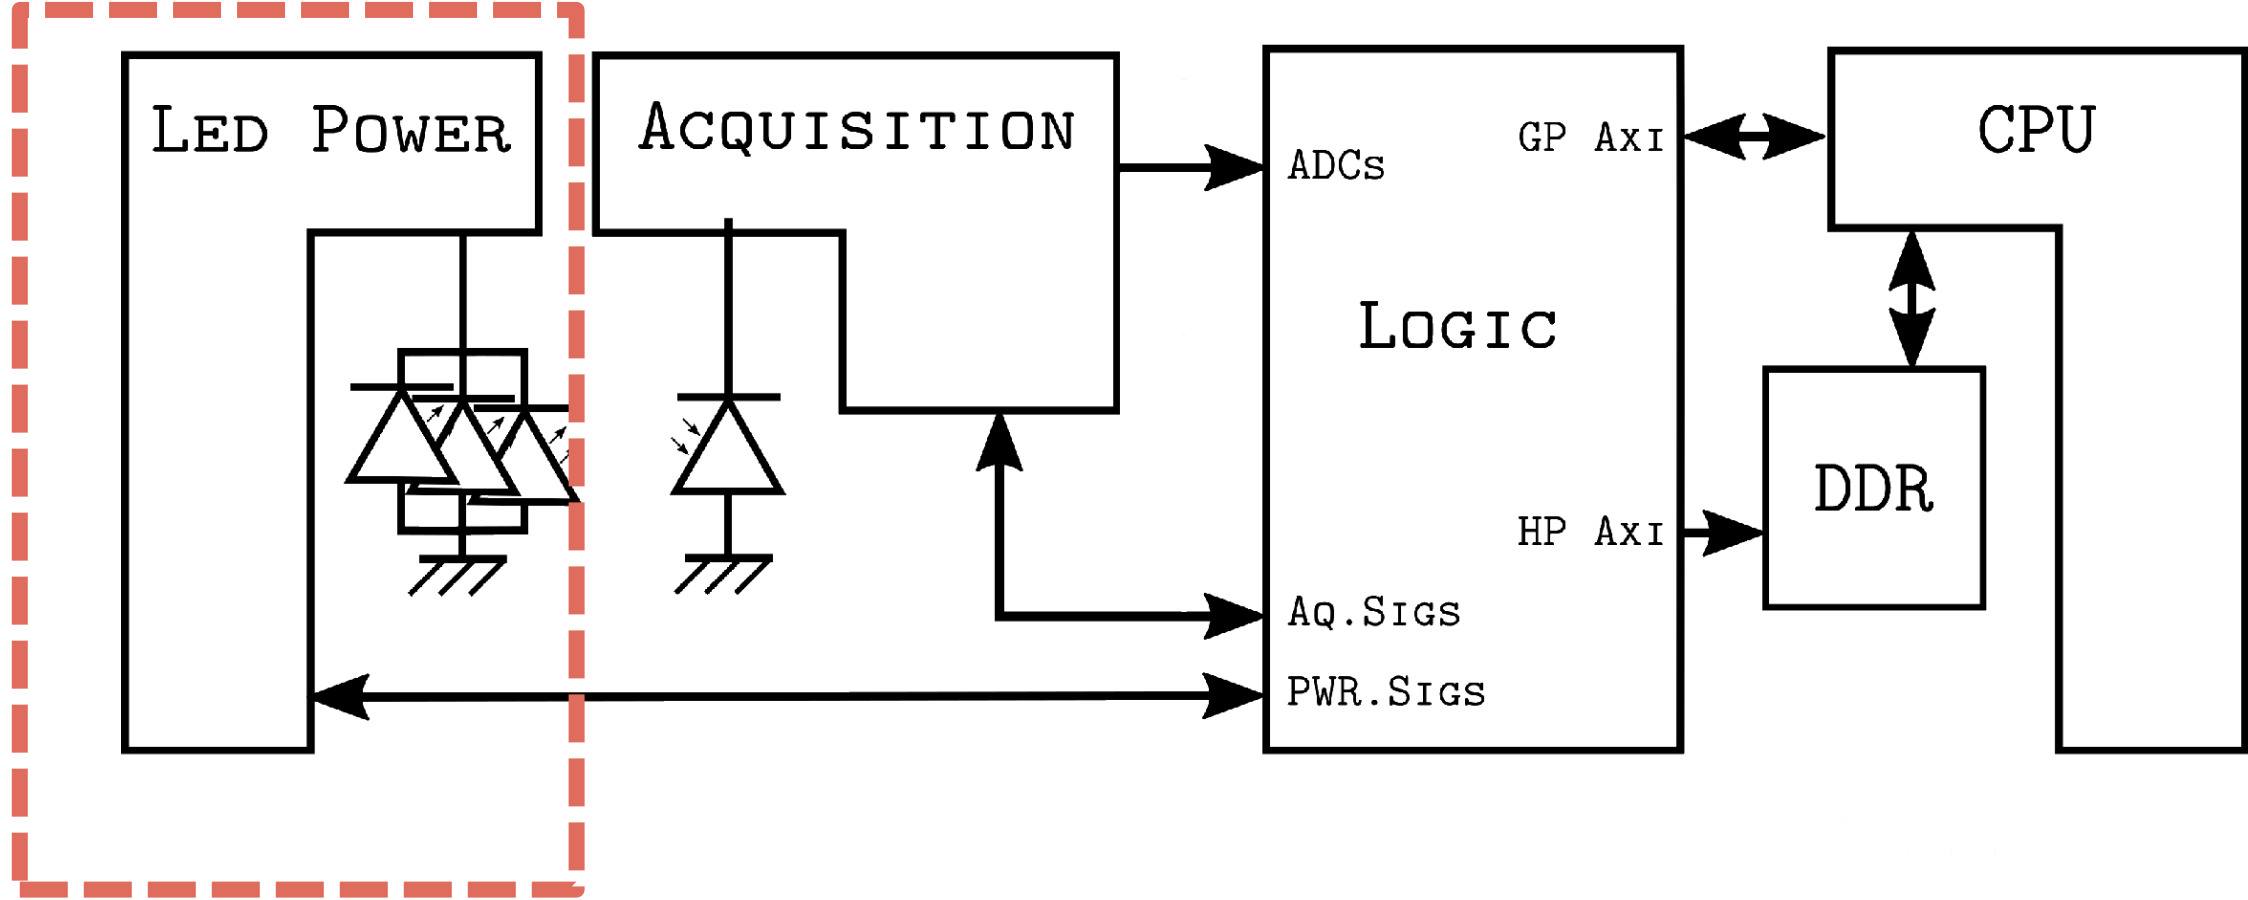 Led Power
Acquisition
ADCs
GP Axi
CPU
Logic
DDR
HP Axi
Aq.Sigs
PWR.Sigs